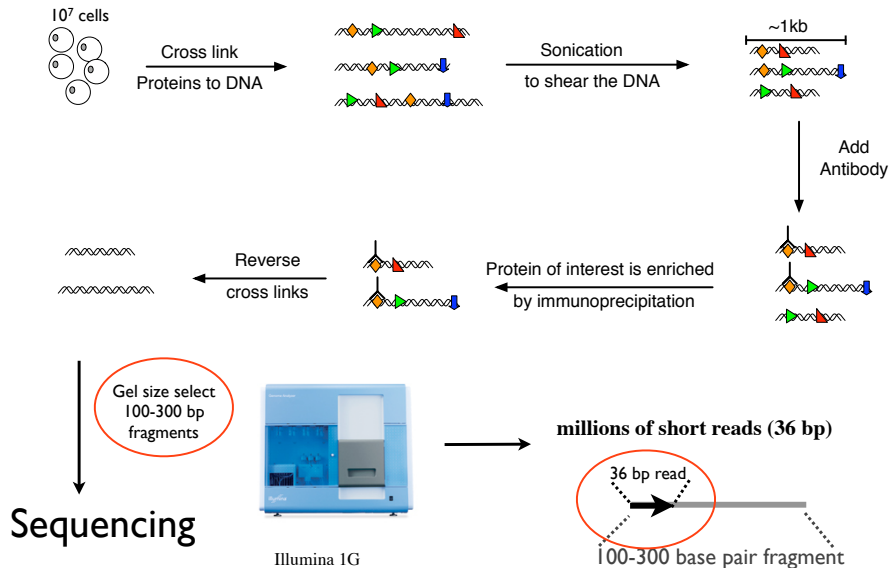 10⁷ cells
Cross link
Proteins to DNA
Sonication
to shear the DNA
~1kb
Add
Antibody
Protein of interest is enriched
by immunoprecipitation
Reverse
cross links
Gel size select
100-300 bp
fragments
Sequencing
Illumina 1G
millions of short reads (36 bp)
36 bp read
100-300 base pair fragment